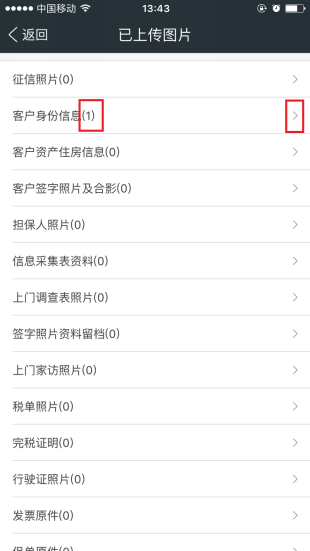 中国移动 13:43
返回 已上传图片
征信照片(0)
客户身份信息(1)
客户资产住房信息(0)
客户签字照片及合影(0)
担保人照片(0)
信息采集表资料(0)
上门调查表照片(0)
签字照片资料留档(0)
上门家访照片(0)
税单照片(0)
完税证明(0)
行驶证照片(0)
发票原件(0)
保单原件(0)